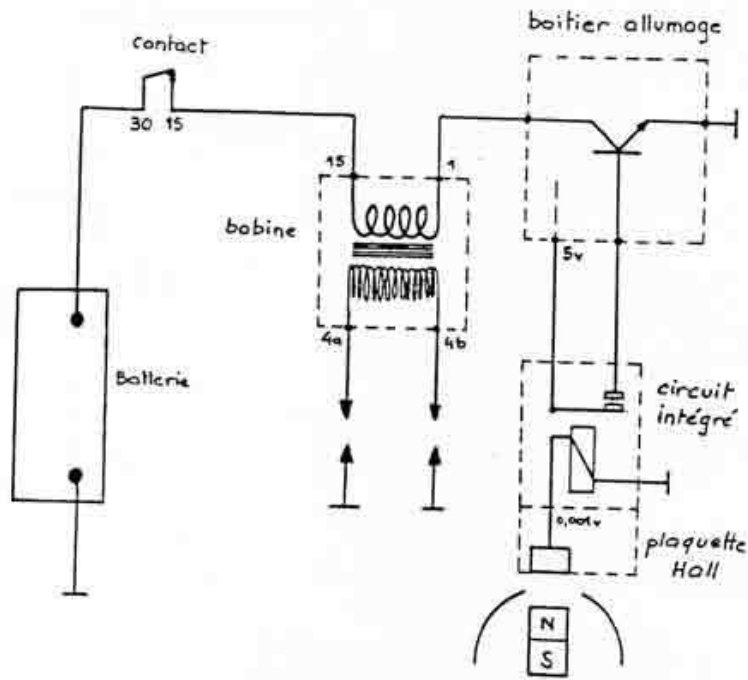 contact
boitier allumage
30 15
15
1
bobine
5v
4a
4b
Batterie
circuit
intégré
0,001v
plaquette
Hall
N
S